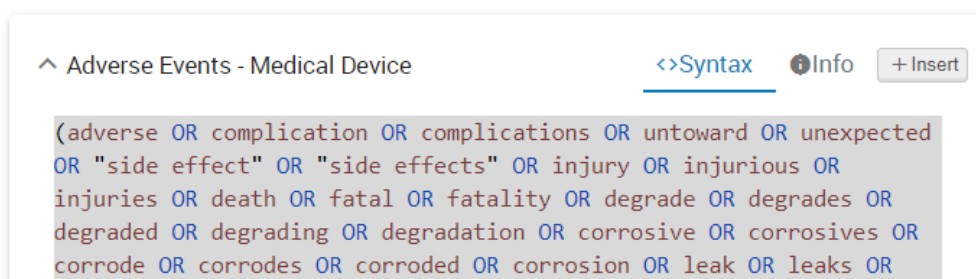 Adverse Events - Medical Device <>Syntax Info +Insert
(adverse OR complication OR complications OR untoward OR unexpected
OR "side effect" OR "side effects" OR injury OR injurious OR
injuries OR death OR fatal OR fatality OR degrade OR degrades OR
degraded OR degrading OR degradation OR corrosive OR corrosives OR
corrode OR corrodes OR corroded OR corrosion OR leak OR leaks OR